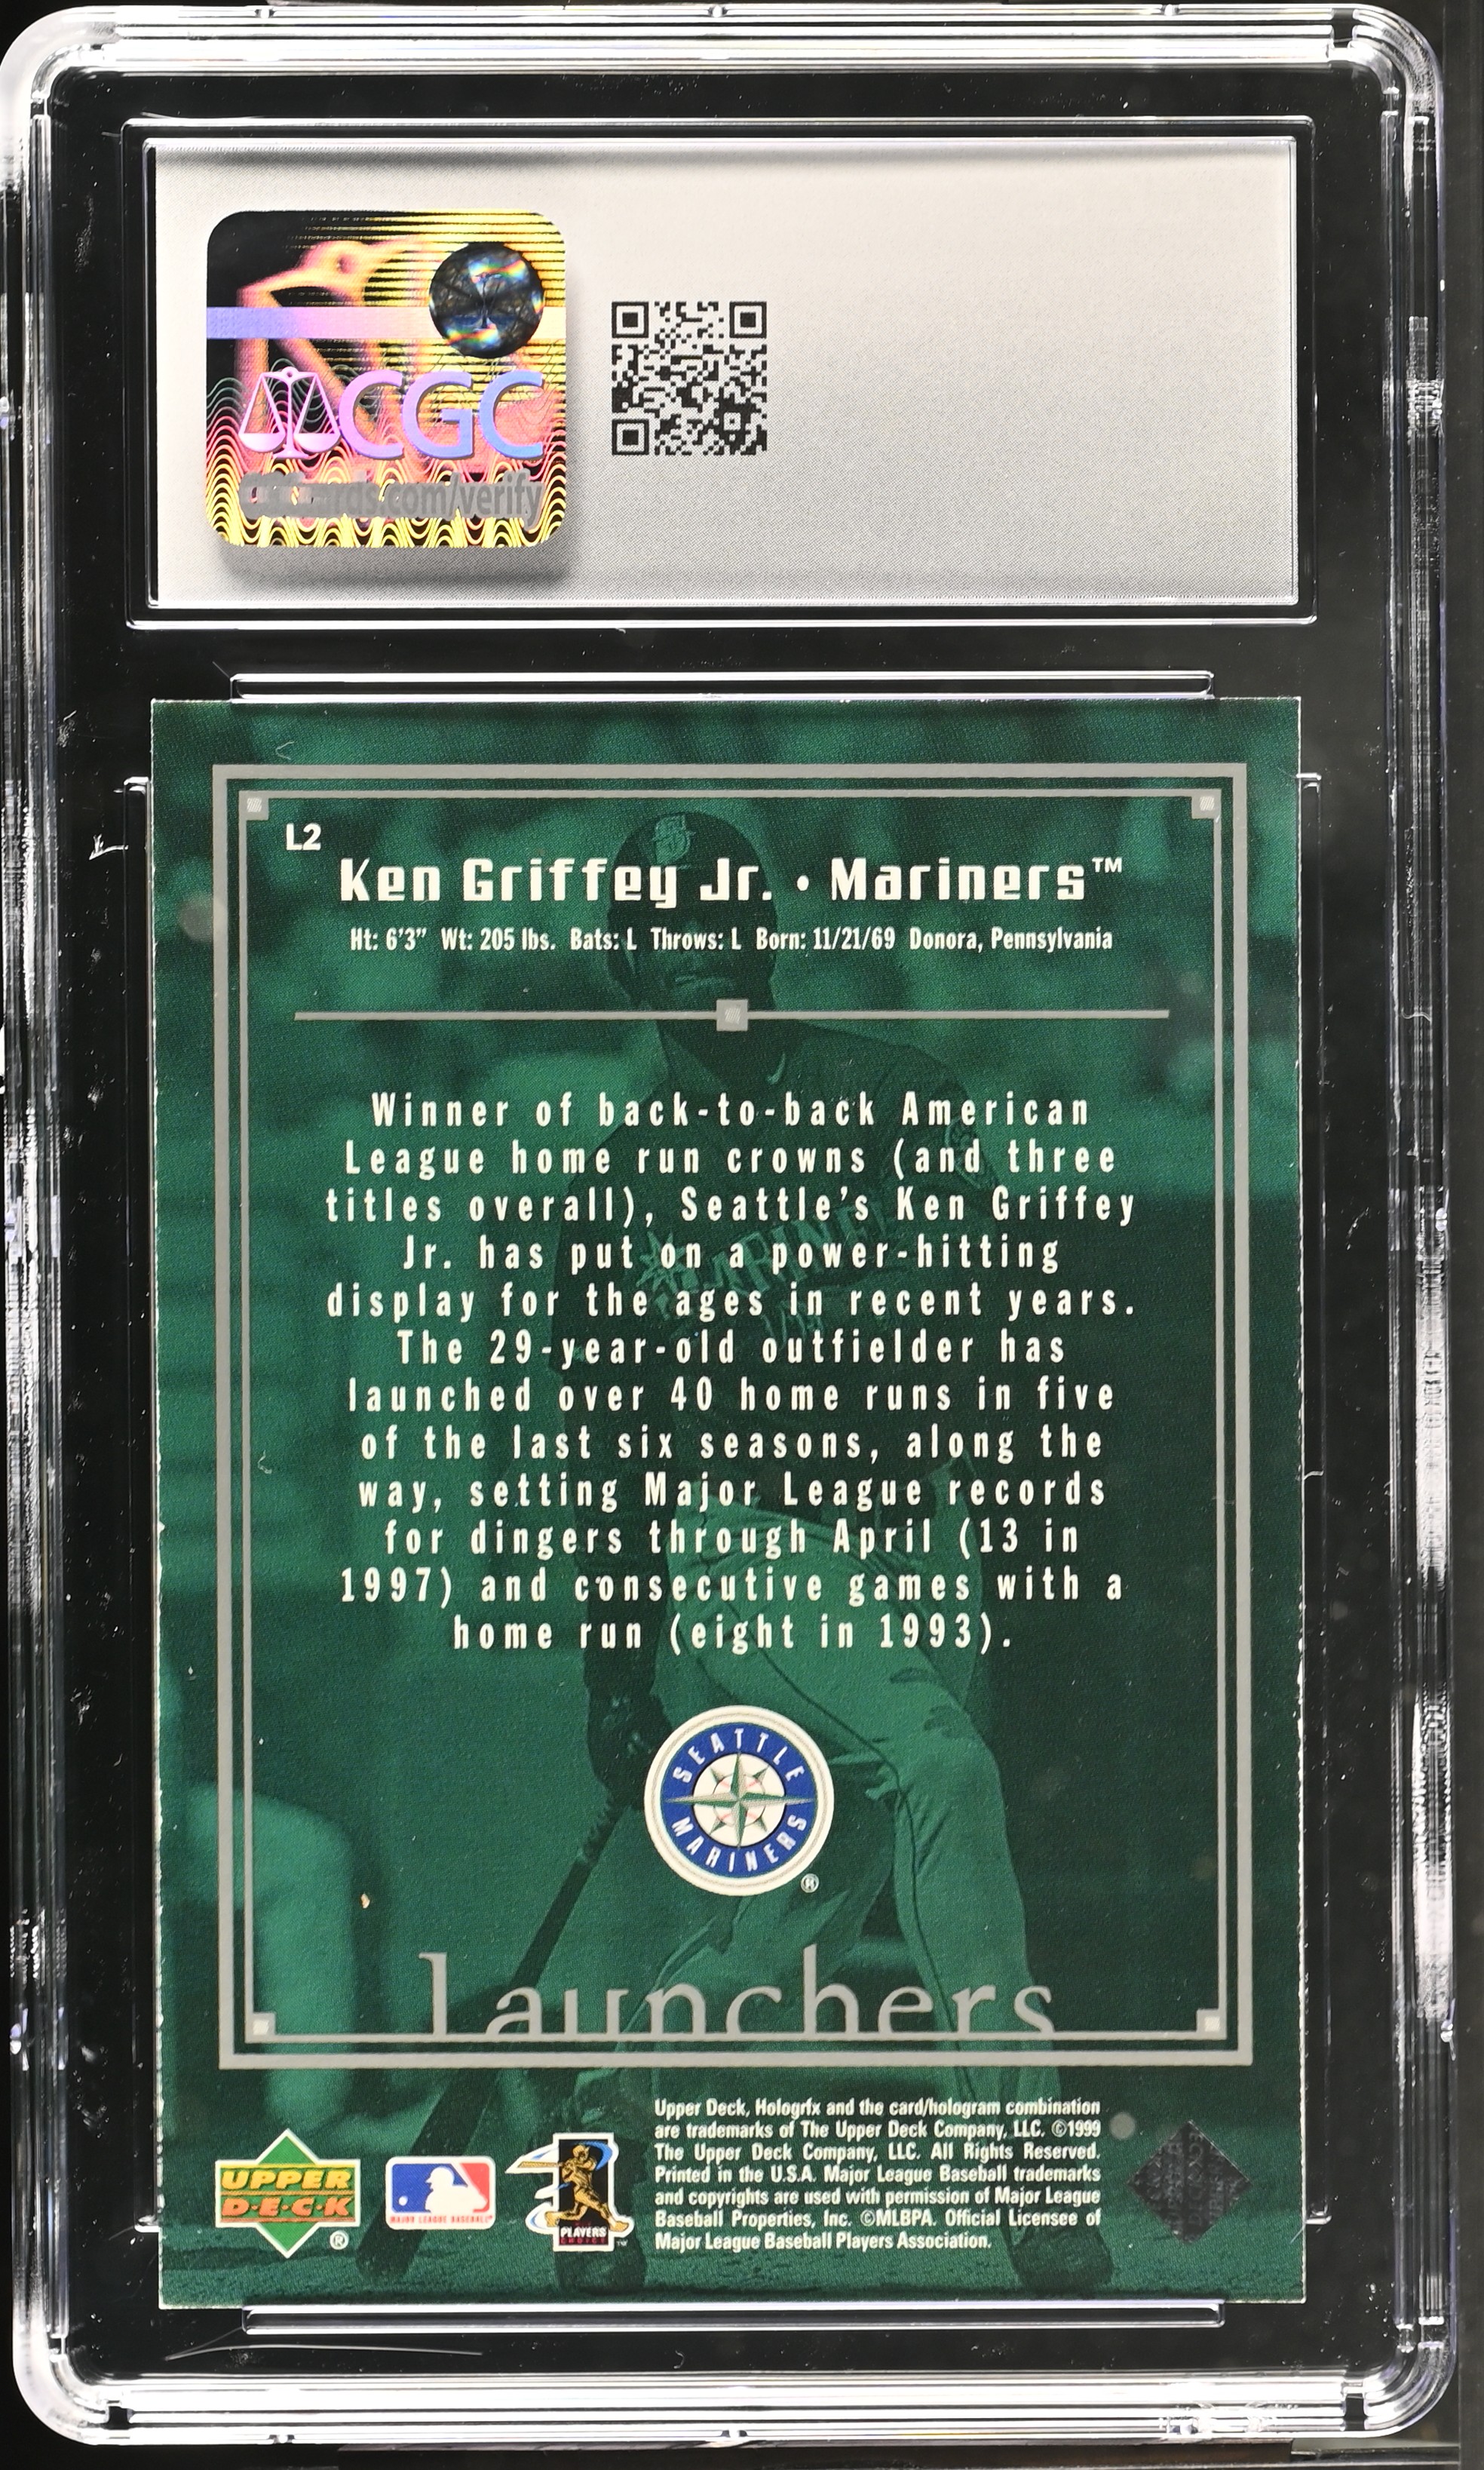 CGC
CGCcards.com/verify
L2
Ken Griffey Jr. • Mariners™
Ht: 6'3" Wt: 205 lbs. Bats: L Throws: L Born: 11/21/69 Donora, Pennsylvania
Winner of back-to-back American
League home run crowns (and three
titles overall), Seattle's Ken Griffey
Jr. has put on a power-hitting
display for the ages in recent years.
The 29-year-old outfielder has
launched over 40 home runs in five
of the last six seasons, along the
way, setting Major League records
for dingers through April (13 in
1997) and consecutive games with a
home run (eight in 1993).
SEATTLE
MARINERS
®
Launchers
Upper Deck, Hologrfx and the card/hologram combination
are trademarks of The Upper Deck Company, LLC. ©1999
The Upper Deck Company, LLC. All Rights Reserved.
Printed in the U.S.A. Major League Baseball trademarks
and copyrights are used with permission of Major League
Baseball Properties, Inc. ©MLBPA. Official Licensee of
Major League Baseball Players Association.
UPPER
D•E•C•K
®
MAJOR LEAGUE BASEBALL
PLAYERS
CHOICE